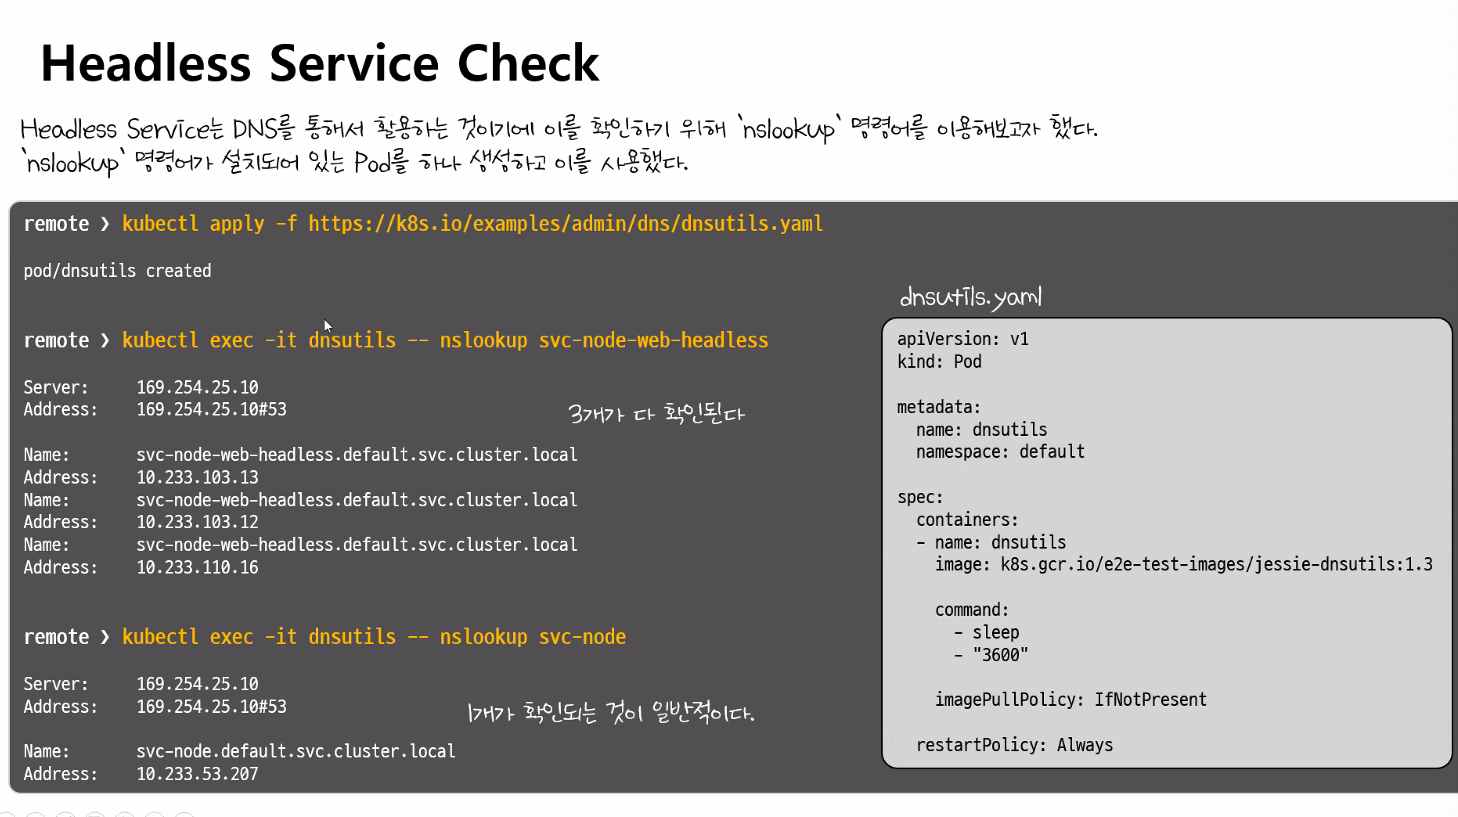 Headless Service Check
Headless Service는 DNS를 통해서 활용하는 것이기에 이를 확인하기 위해 `nslookup` 명령어를 이용해보고자 했다.
`nslookup` 명령어가 설치되어 있는 Pod를 하나 생성하고 이를 사용했다.
remote ❯ kubectl apply -f https://k8s.io/examples/admin/dns/dnsutils.yaml
pod/dnsutils created
remote ❯ kubectl exec -it dnsutils -- nslookup svc-node-web-headless
Server: 169.254.25.10
Address: 169.254.25.10#53
3개가 다 확인된다
Name: svc-node-web-headless.default.svc.cluster.local
Address: 10.233.103.13
Name: svc-node-web-headless.default.svc.cluster.local
Address: 10.233.103.12
Name: svc-node-web-headless.default.svc.cluster.local
Address: 10.233.110.16
remote ❯ kubectl exec -it dnsutils -- nslookup svc-node
Server: 169.254.25.10
Address: 169.254.25.10#53
1개가 확인되는 것이 일반적이다.
Name: svc-node.default.svc.cluster.local
Address: 10.233.53.207
dnsutils.yaml
apiVersion: v1
kind: Pod
metadata:
  name: dnsutils
  namespace: default
spec:
  containers:
  - name: dnsutils
    image: k8s.gcr.io/e2e-test-images/jessie-dnsutils:1.3
    command:
      - sleep
      - "3600"
    imagePullPolicy: IfNotPresent
  restartPolicy: Always